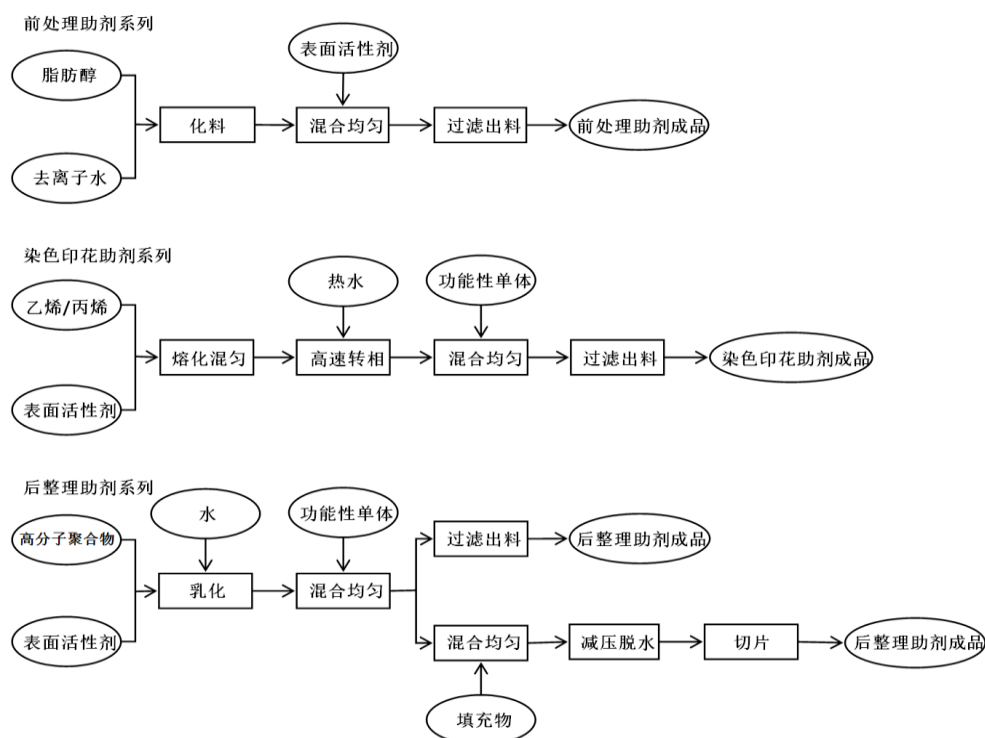 前处理助剂系列
脂肪醇
表面活性剂
化料
混合均匀
过滤出料
前处理助剂成品
去离子水
染色印花助剂系列
乙烯/丙烯
热水
功能性单体
熔化混匀
高速转相
混合均匀
过滤出料
染色印花助剂成品
表面活性剂
后整理助剂系列
高分子聚合物
水
功能性单体
过滤出料
后整理助剂成品
乳化
混合均匀
表面活性剂
混合均匀
减压脱水
切片
后整理助剂成品
填充物